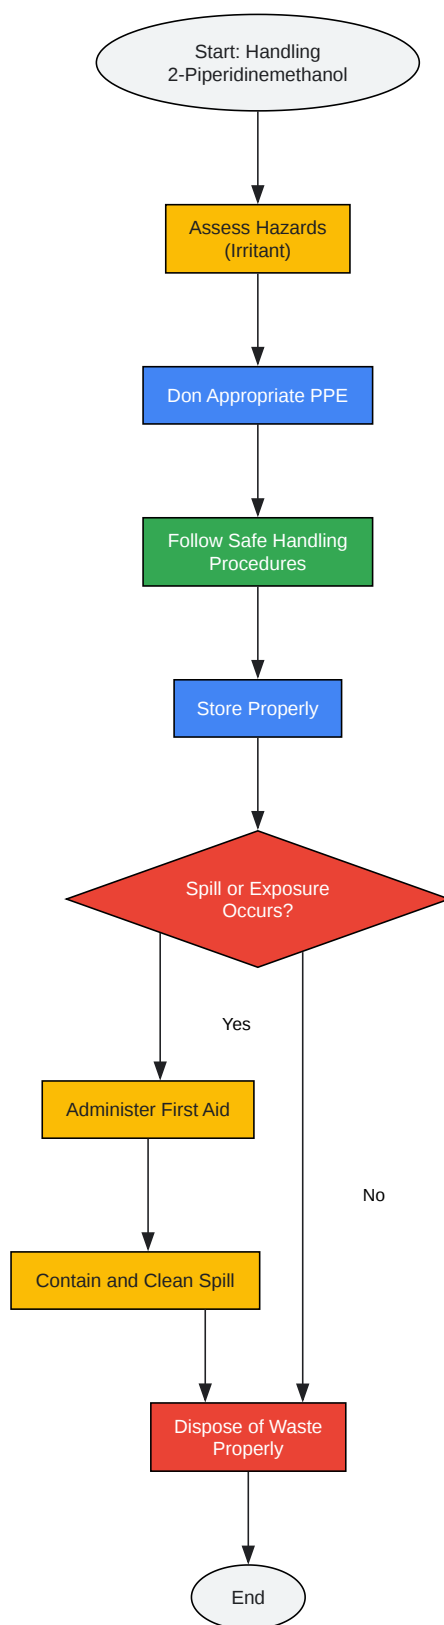 Start: Handling
2-Piperidinemethanol
Assess Hazards
(Irritant)
Don Appropriate PPE
Follow Safe Handling
Procedures
Store Properly
Spill or Exposure
Occurs?
Yes
Administer First Aid
No
Contain and Clean Spill
Dispose of Waste
Properly
End